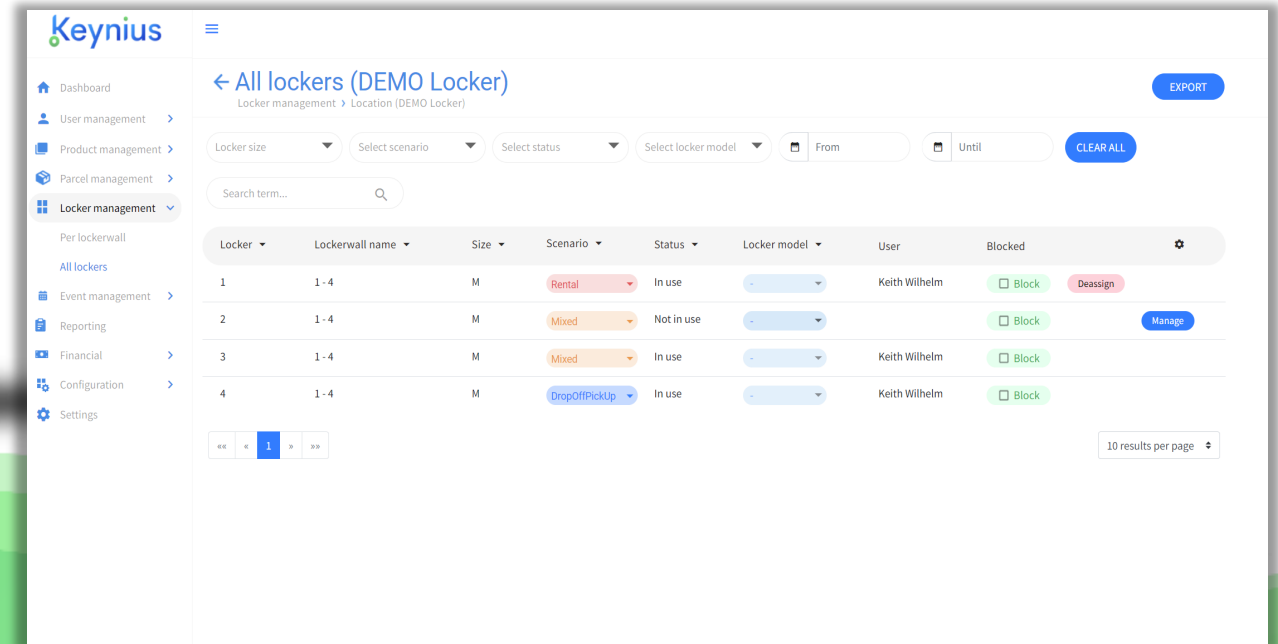 Keynius
Dashboard
User management
Product management
Parcel management
Locker management
Per lockerwall
All lockers
Event management
Reporting
Financial
Configuration
Settings
← All lockers (DEMO Locker)
Locker management > Location (DEMO Locker)
EXPORT
Locker size Select scenario Select status Select locker model From Until CLEAR ALL
Search term...
Locker Lockerwall name Size Scenario Status Locker model User Blocked
1 1 - 4 M Rental In use - Keith Wilhelm Block Deassign
2 1 - 4 M Mixed Not in use - Block Manage
3 1 - 4 M Mixed In use - Keith Wilhelm Block
4 1 - 4 M DropOffPickUp In use - Keith Wilhelm Block
«« « 1 » »» 10 results per page